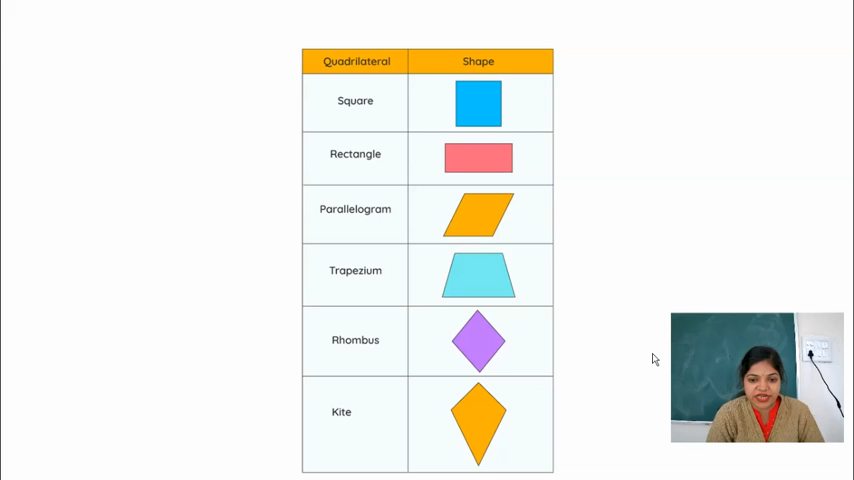 Quadrilateral Shape
Square
Rectangle
Parallelogram
Trapezium
Rhombus
Kite